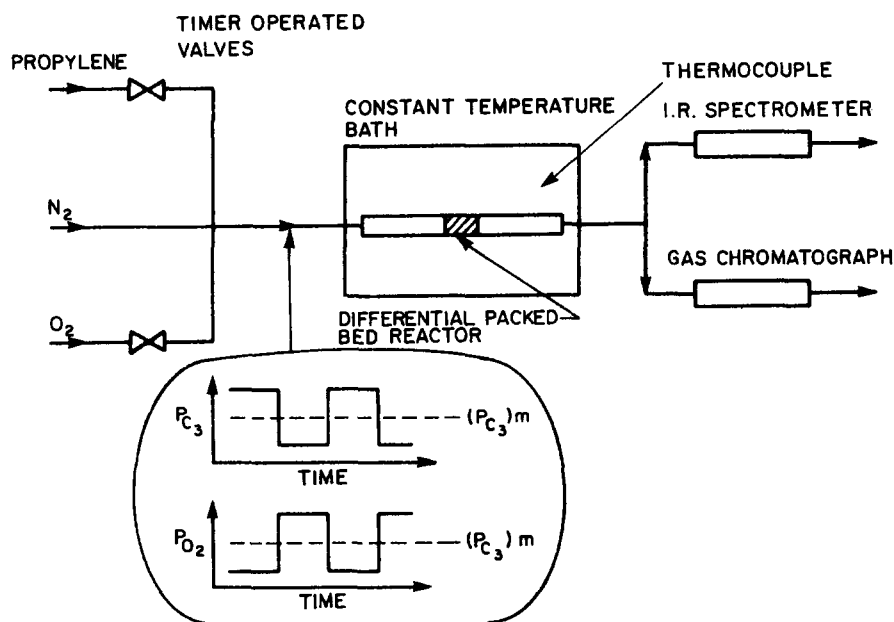 TIMER OPERATED
VALVES
PROPYLENE
THERMOCOUPLE
CONSTANT TEMPERATURE
BATH
I.R. SPECTROMETER
N2
GAS CHROMATOGRAPH
O2
DIFFERENTIAL PACKED
BED REACTOR
PC3
(PC3)m
TIME
PO2
(PC3)m
TIME